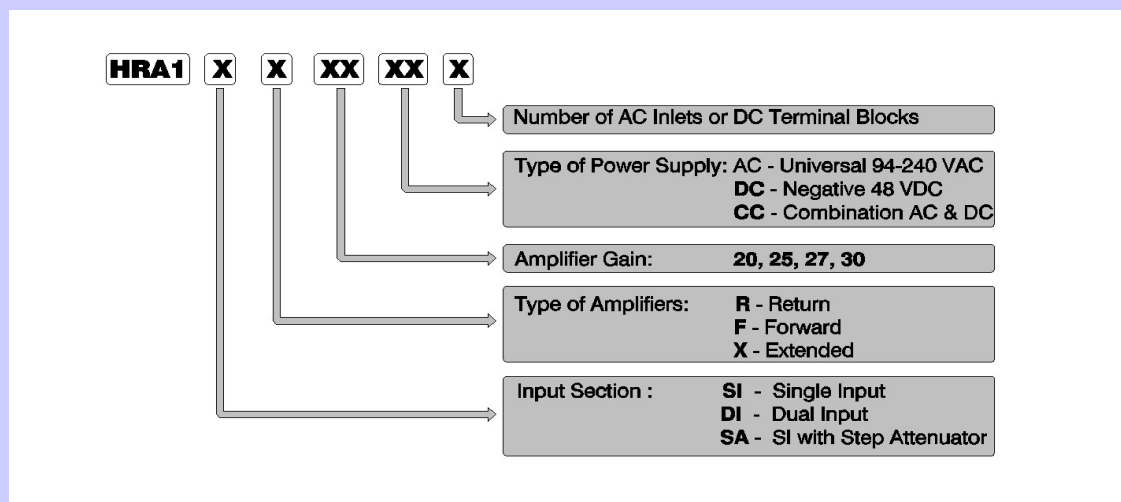 HRA1 X X XX XX X
Number of AC Inlets or DC Terminal Blocks
Type of Power Supply: AC - Universal 94-240 VAC
DC - Negative 48 VDC
CC - Combination AC & DC
Amplifier Gain: 20, 25, 27, 30
Type of Amplifiers: R - Return
F - Forward
X - Extended
Input Section : SI - Single Input
DI - Dual Input
SA - SI with Step Attenuator